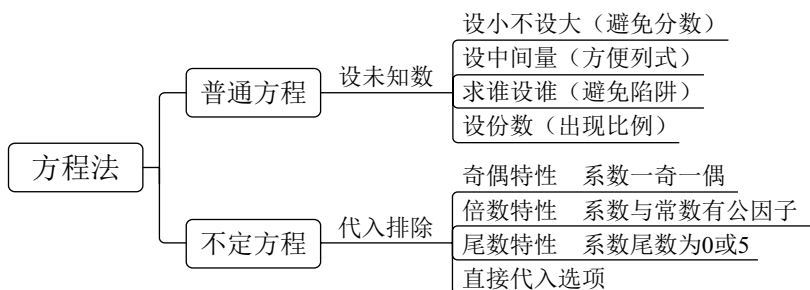 方程法
普通方程
设未知数
设小不设大（避免分数）
设中间量（方便列式）
求谁设谁（避免陷阱）
设份数（出现比例）
不定方程
代入排除
奇偶特性 系数一奇一偶
倍数特性 系数与常数有公因子
尾数特性 系数尾数为0或5
直接代入选项